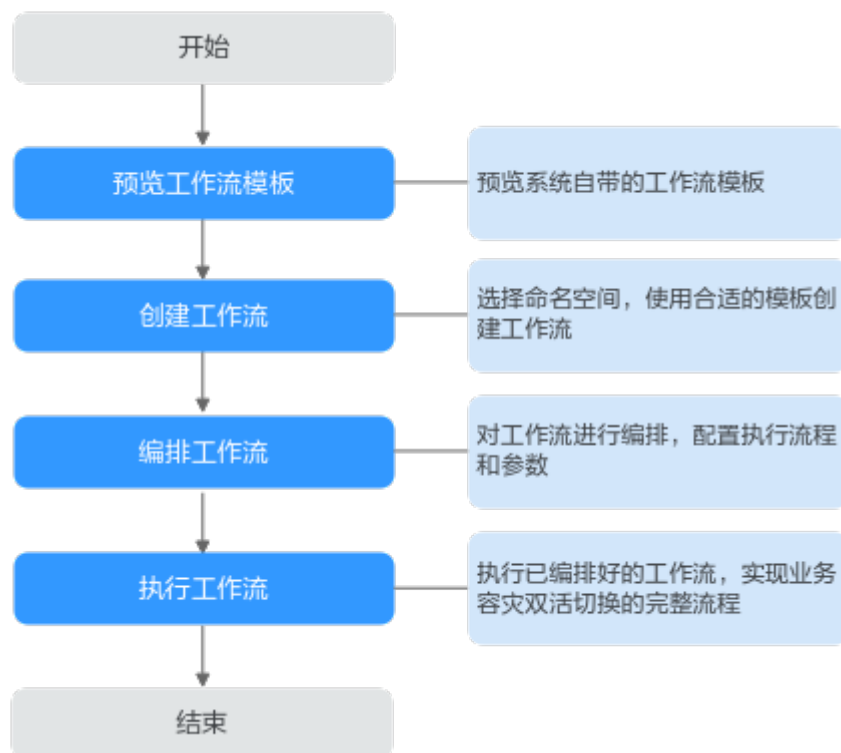 开始
预览工作流模板
预览系统自带的工作流模板
创建工作流
选择命名空间，使用合适的模板创
建工作流
编排工作流
对工作流进行编排，配置执行流程
和参数
执行工作流
执行已编排好的工作流，实现业务
容灾双活切换的完整流程
结束